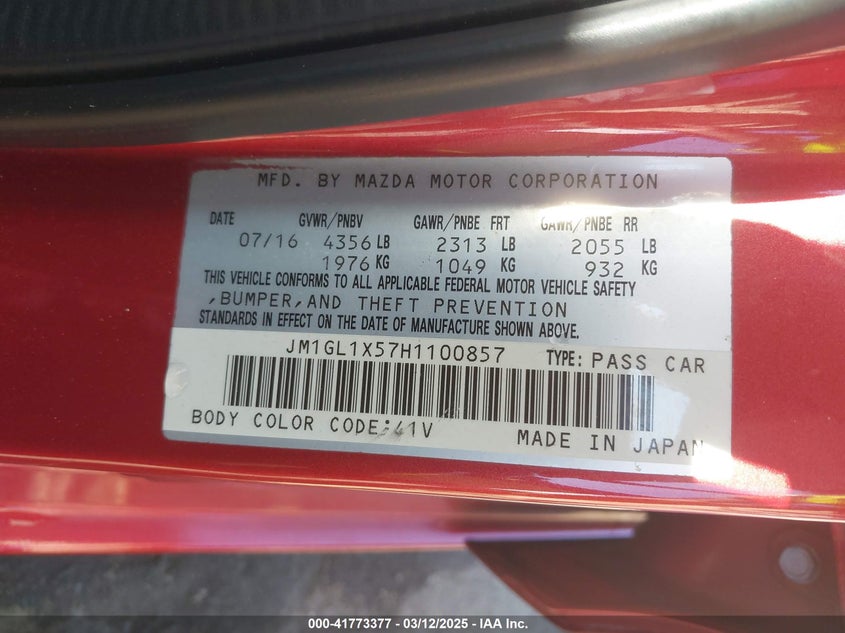 MFD. BY MAZDA MOTOR CORPORATION
DATE GVWR/PNBV GAWR/PNBE FRT GAWR/PNBE RR
07/16 4356 LB 2313 LB 2055 LB
1976 KG 1049 KG 932 KG
THIS VEHICLE CONFORMS TO ALL APPLICABLE FEDERAL MOTOR VEHICLE SAFETY
,BUMPER,AND THEFT PREVENTION
STANDARDS IN EFFECT ON THE DATE OF MANUFACTURE SHOWN ABOVE.
JM1GL1X57H1100857 TYPE: PASS CAR
BODY COLOR CODE:41V MADE IN JAPAN
000-41773377 - 03/12/2025 - IAA Inc.